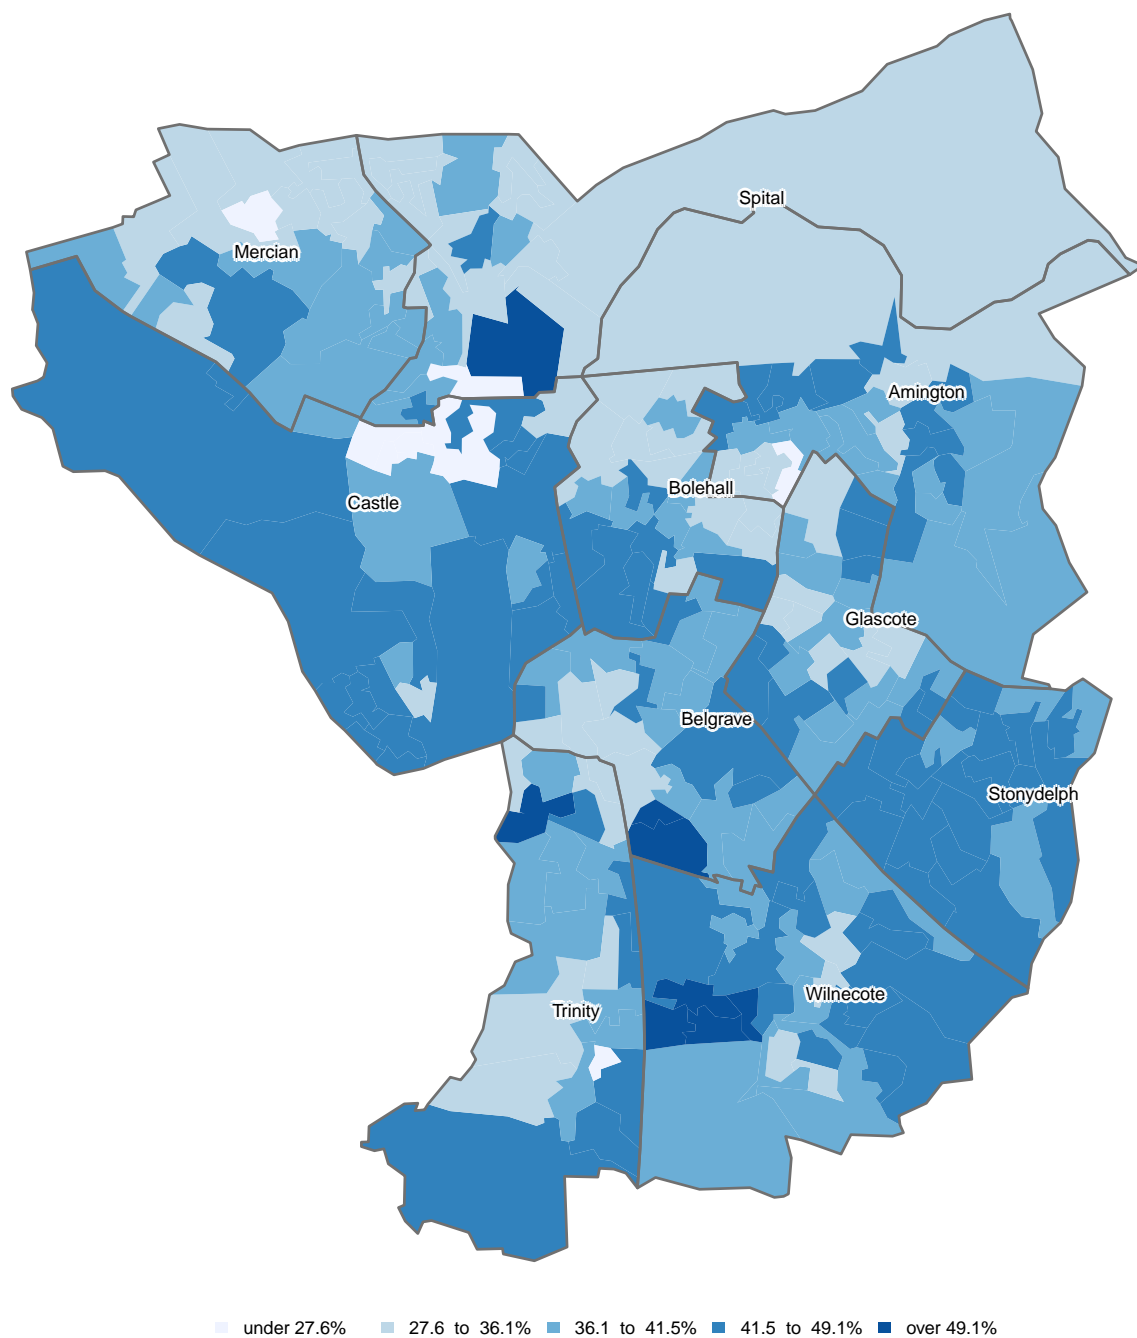 Spital
Mercian
Amington
Bolehall
Castle
Glascote
Belgrave
Stonydelph
Wilnecote
Trinity
under 27.6% 27.6 to 36.1% 36.1 to 41.5% 41.5 to 49.1% over 49.1%